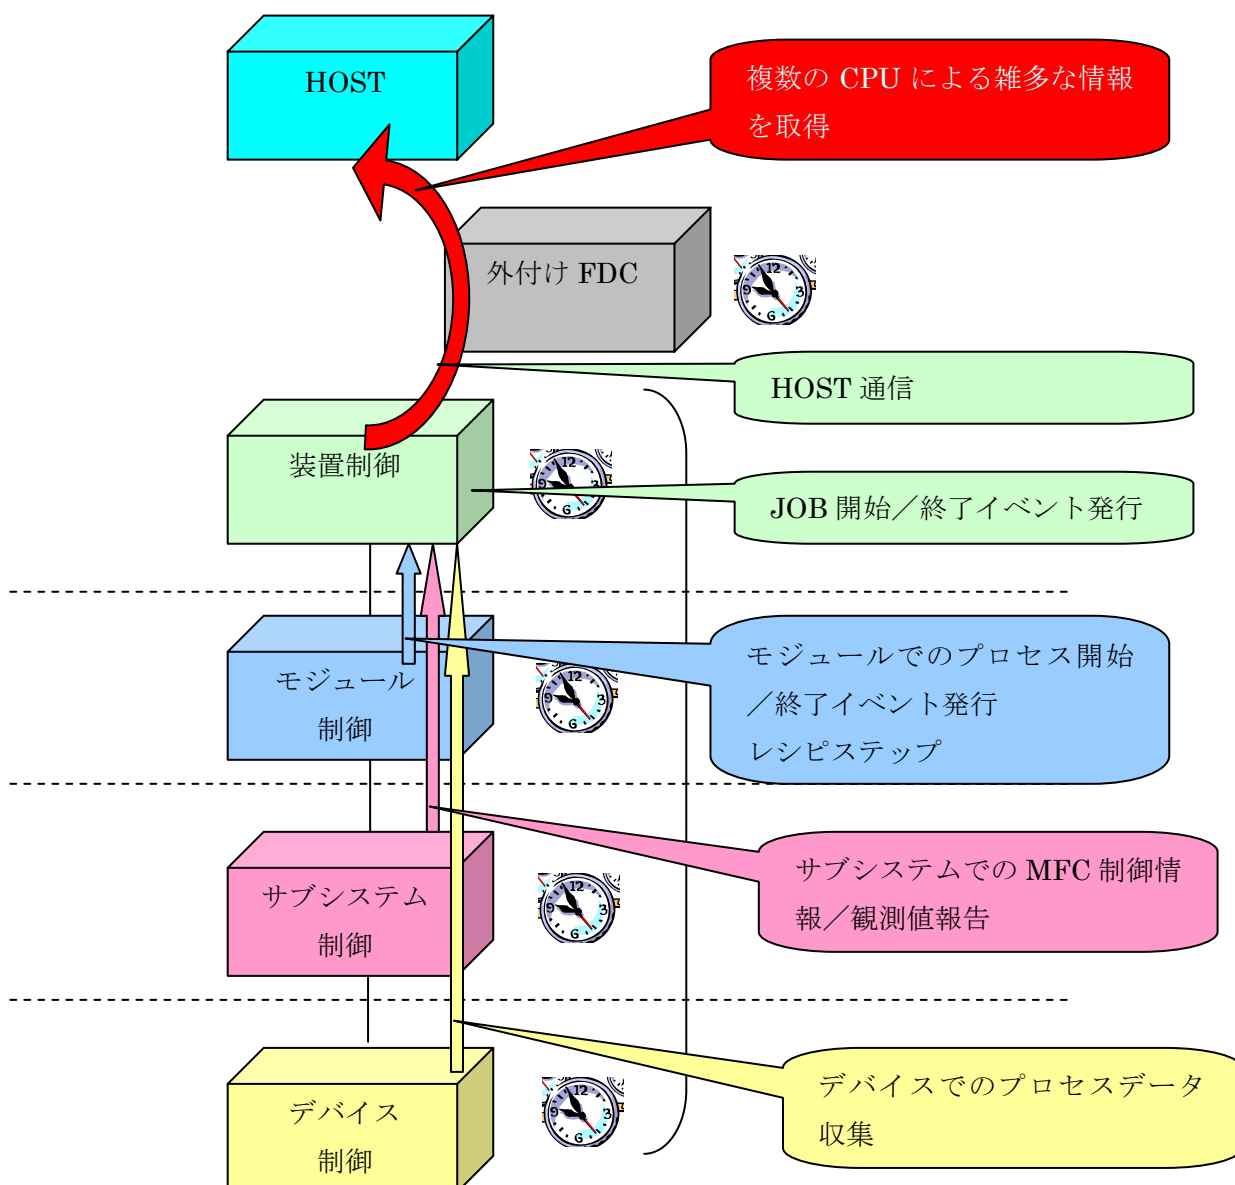 HOST
複数の CPU による雑多な情報
を取得
外付け FDC
HOST 通信
装置制御
JOB 開始／終了イベント発行
モジュール
制御
モジュールでのプロセス開始
／終了イベント発行
レシピステップ
サブシステム
制御
サブシステムでの MFC 制御情
報／観測値報告
デバイス
制御
デバイスでのプロセスデータ
収集